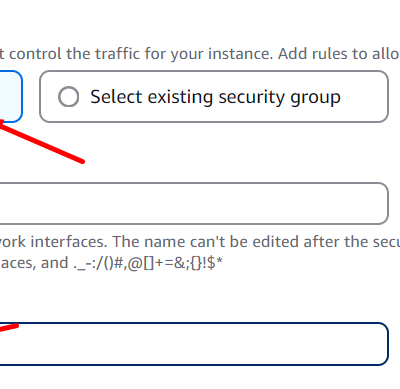 t control the traffic for your instance. Add rules to allo
Select existing security group
work interfaces. The name can't be edited after the secu
aces, and ._-:/()#,@[]+=&;{}!$*